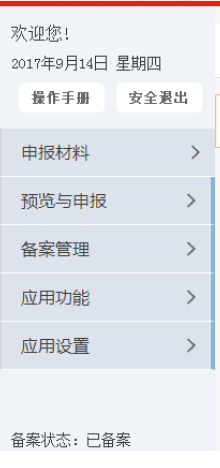 欢迎您!
2017年9月14日 星期四
操作手册 安全退出
申报材料
预览与申报
备案管理
应用功能
应用设置
备案状态：已备案